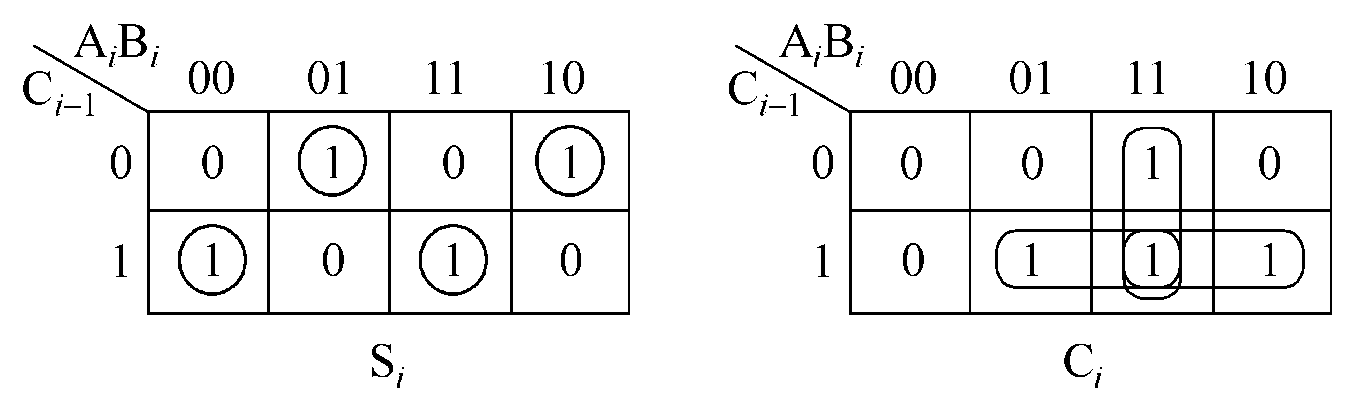 AᵢBᵢ
Cᵢ₋₁ 00 01 11 10
0 0 1 0 1
1 1 0 1 0
Sᵢ
AᵢBᵢ
Cᵢ₋₁ 00 01 11 10
0 0 0 1 0
1 0 1 1 1
Cᵢ